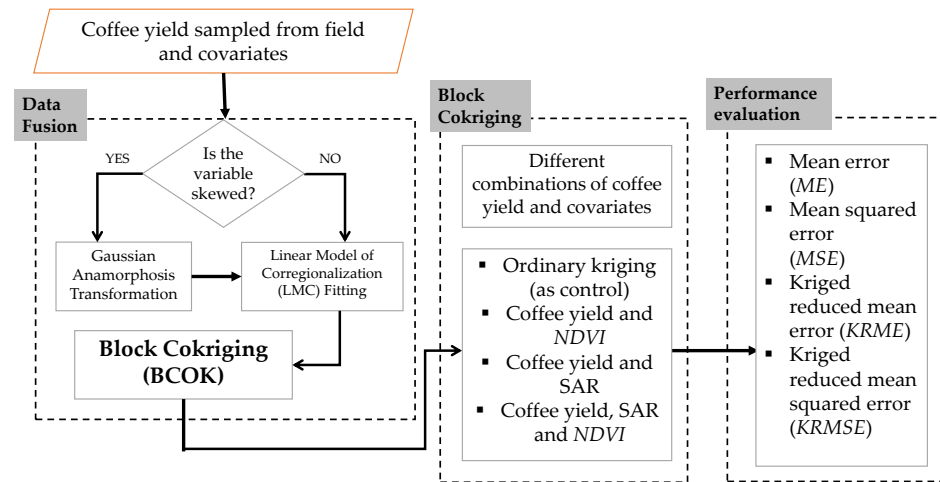 Coffee yield sampled from field
and covariates
Data
Fusion
YES
Is the
variable
skewed?
NO
Gaussian
Anamorphosis
Transformation
Linear Model of
Corregionalization
(LMC) Fitting
Block Cokriging
(BCOK)
Block
Cokriging
Different
combinations of coffee
yield and covariates
▪ Ordinary kriging
(as control)
▪ Coffee yield and
NDVI
▪ Coffee yield and
SAR
▪ Coffee yield, SAR
and NDVI
Performance
evaluation
▪ Mean error
(ME)
▪ Mean squared
error
(MSE)
▪ Kriged
reduced mean
error (KRME)
▪ Kriged
reduced mean
squared error
(KRMSE)